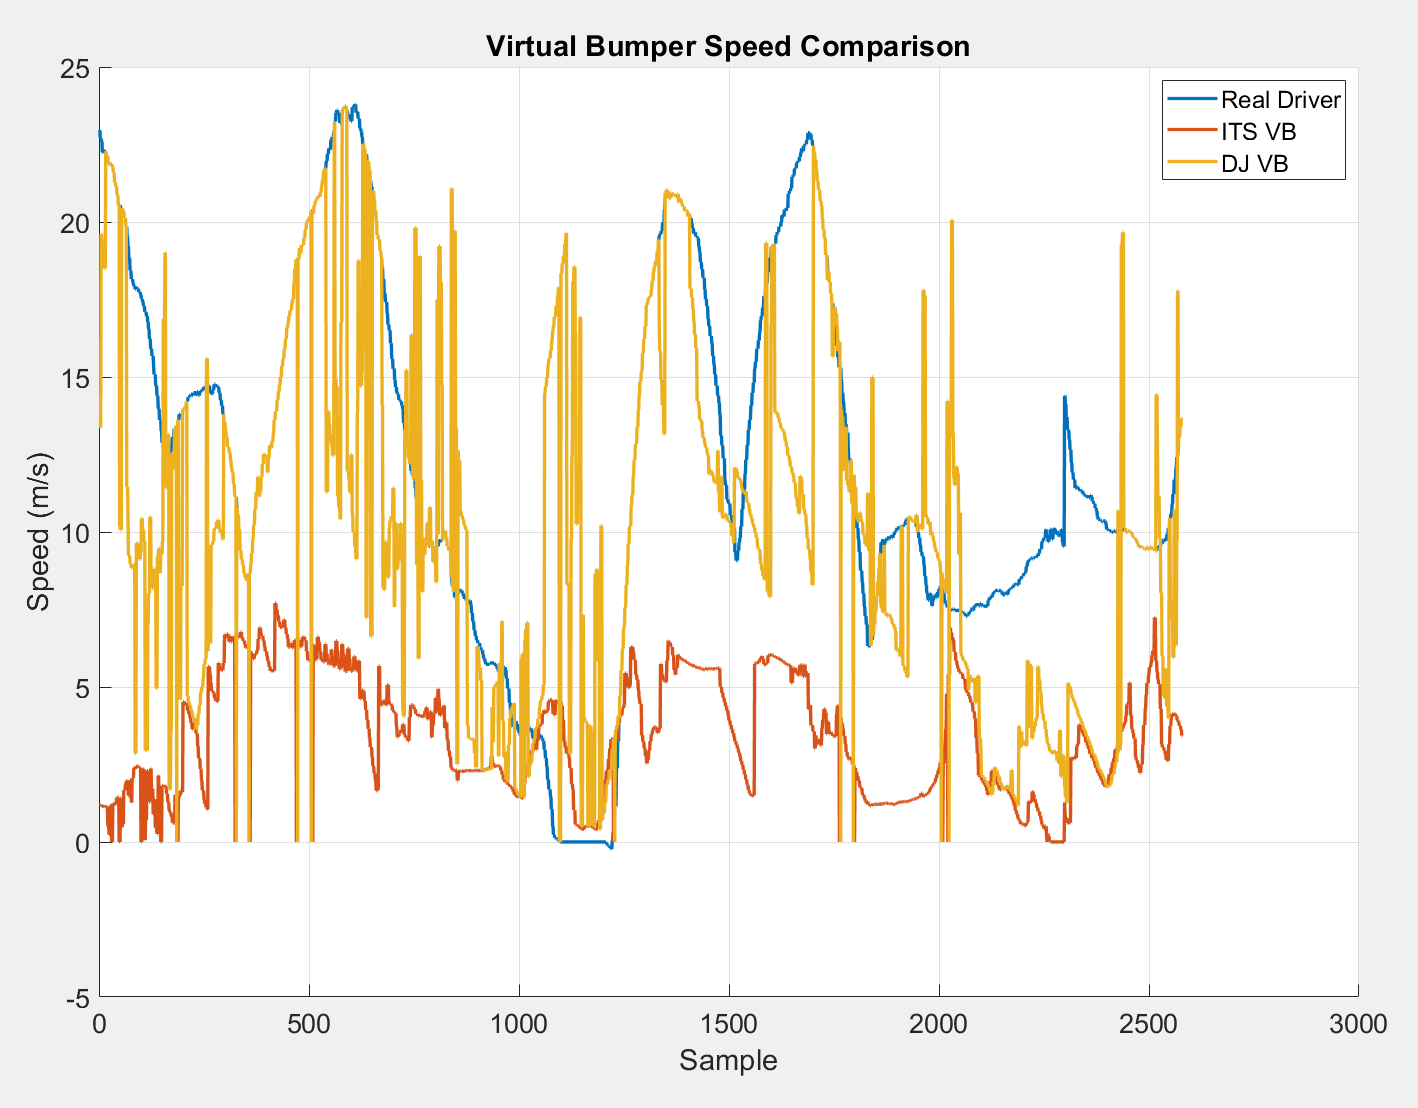 Virtual Bumper Speed Comparison
25
20
15
10
5
0
-5
Speed (m/s)
Real Driver
ITS VB
DJ VB
0 500 1000 1500 2000 2500 3000
Sample